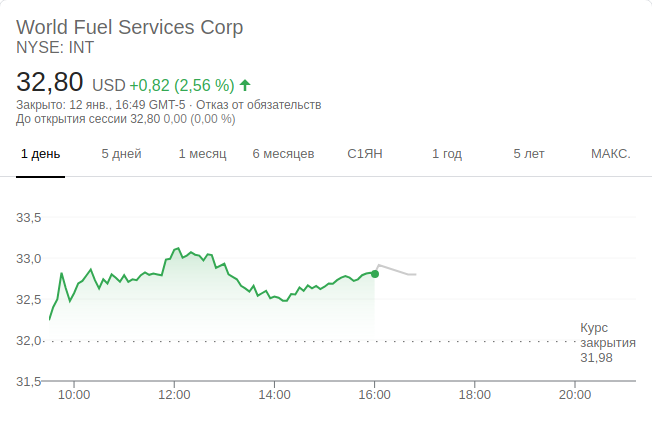 World Fuel Services Corp
NYSE: INT
32,80 USD +0,82 (2,56 %)
Закрыто: 12 янв., 16:49 GMT-5 · Отказ от обязательств
До открытия сессии 32,80 0,00 (0,00 %)
1 день 5 дней 1 месяц 6 месяцев С1ЯН 1 год 5 лет МАКС.
33,5
33,0
32,5
32,0
31,5
Курс
закрытия
31,98
10:00 12:00 14:00 16:00 18:00 20:00